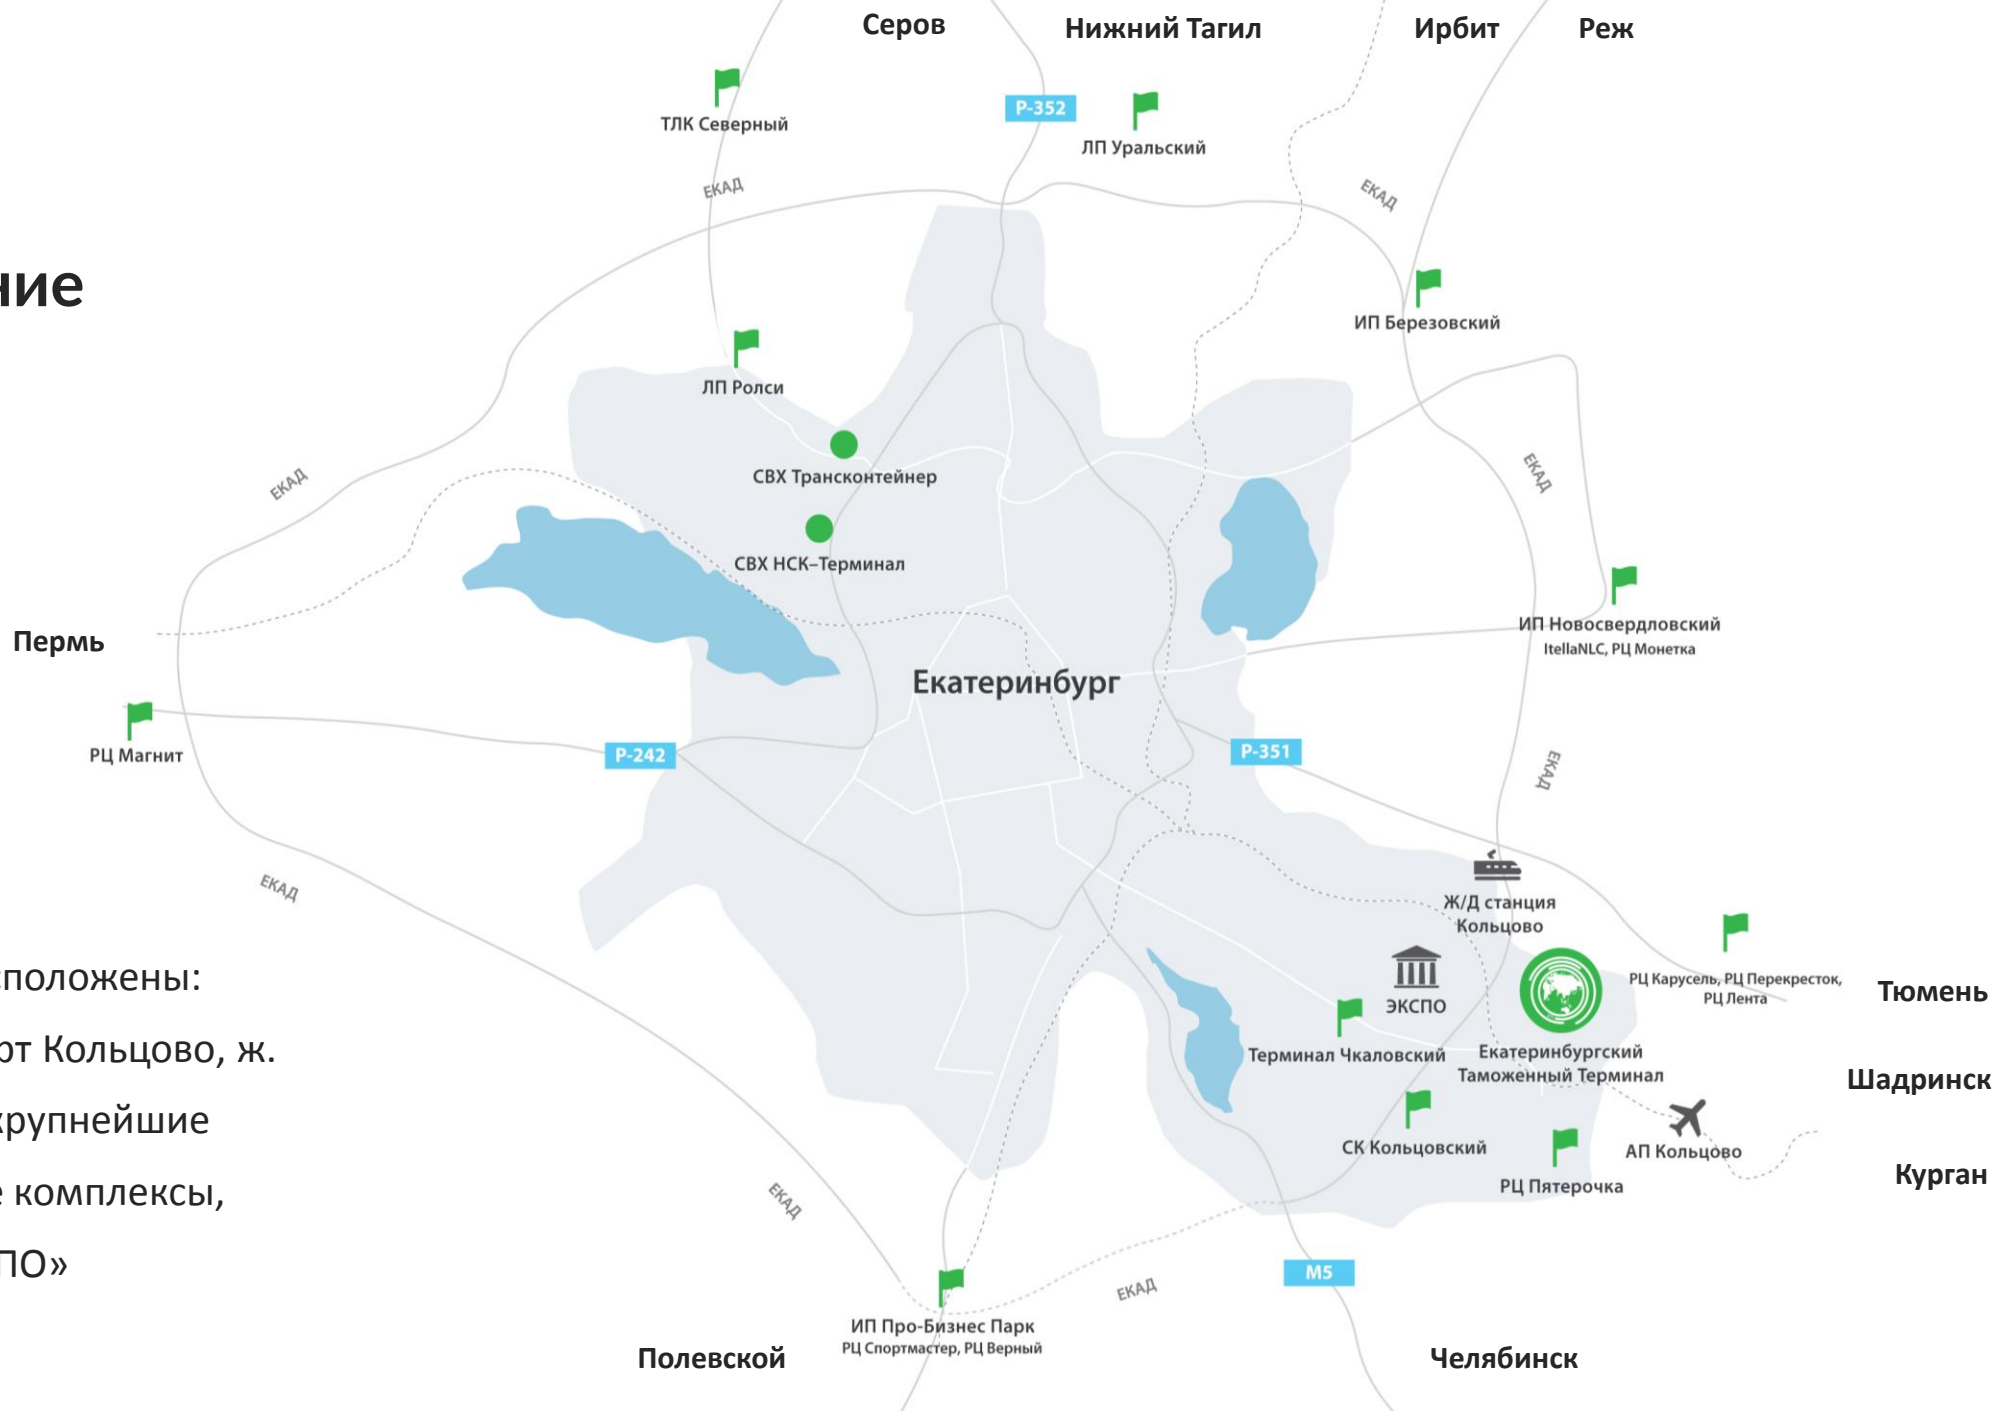 Серов
Нижний Тагил
Ирбит
Реж
ТЛК Северный
Р-352
ЛП Уральский
ЕКАД
ЕКАД
ние
ИП Березовский
ЛП Ролси
СВХ Трансконтейнер
ЕКАД
ЕКАД
СВХ НСК–Терминал
ИП Новосвердловский
ItellaNLC, РЦ Монетка
Пермь
Екатеринбург
РЦ Магнит
Р-242
Р-351
ЕКАД
ЕКАД
Ж/Д станция
Кольцово
сположены:
ЭКСПО
РЦ Карусель, РЦ Перекресток,
РЦ Лента
Тюмень
рт Кольцово, ж.
Терминал Чкаловский
Екатеринбургский
Таможенный Терминал
Шадринск
крупнейшие
СК Кольцовский
АП Кольцово
Курган
е комплексы,
РЦ Пятерочка
ЕКАД
ПО»
М5
ЕКАД
ИП Про-Бизнес Парк
РЦ Спортмастер, РЦ Верный
Полевской
Челябинск